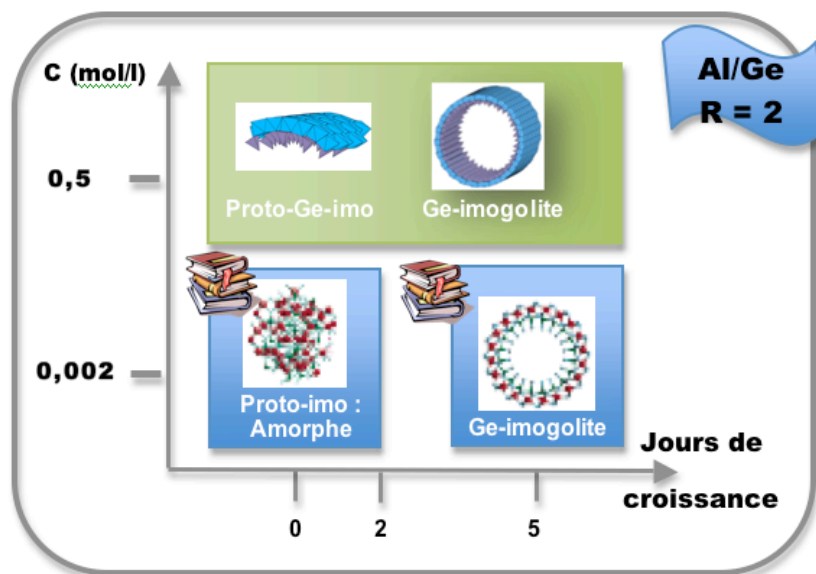 C (mol/l)
Al/Ge
R = 2
0,5
Proto-Ge-imo
Ge-imogolite
0,002
Proto-imo :
Amorphe
Ge-imogolite
Jours de
croissance
0
2
5